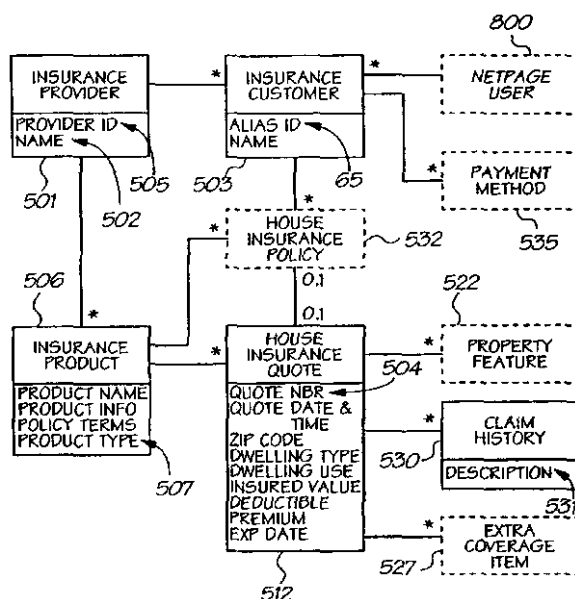 800
INSURANCE PROVIDER
PROVIDER ID
NAME
505
501
502
*
INSURANCE CUSTOMER
ALIAS ID
NAME
65
503
*
NETPAGE USER
*
PAYMENT METHOD
535
*
*
HOUSE INSURANCE POLICY
532
0.1
0.1
506
*
INSURANCE PRODUCT
PRODUCT NAME
PRODUCT INFO
POLICY TERMS
PRODUCT TYPE
507
*
HOUSE INSURANCE QUOTE
504
QUOTE NBR
QUOTE DATE &
TIME
ZIP CODE
DWELLING TYPE
DWELLING USE
INSURED VALUE
DEDUCTIBLE
PREMIUM
EXP DATE
512
522
*
PROPERTY FEATURE
*
CLAIM HISTORY
530
DESCRIPTION
531
*
EXTRA COVERAGE ITEM
527